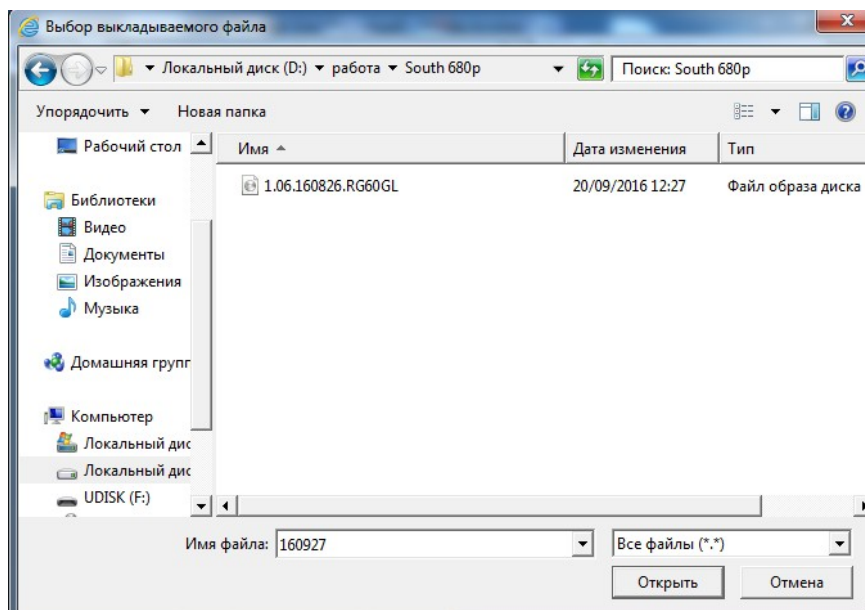 Выбор выкладываемого файла
Локальный диск (D:) работа South 680p
Поиск: South 680p
Упорядочить Новая папка
Рабочий стол
Имя Дата изменения Тип
1.06.160826.RG60GL 20/09/2016 12:27 Файл образа диска
Библиотеки
Видео
Документы
Изображения
Музыка
Домашняя групп
Компьютер
Локальный дис
Локальный дис
UDISK (F:)
Имя файла: 160927 Все файлы (*.*)
Открыть Отмена